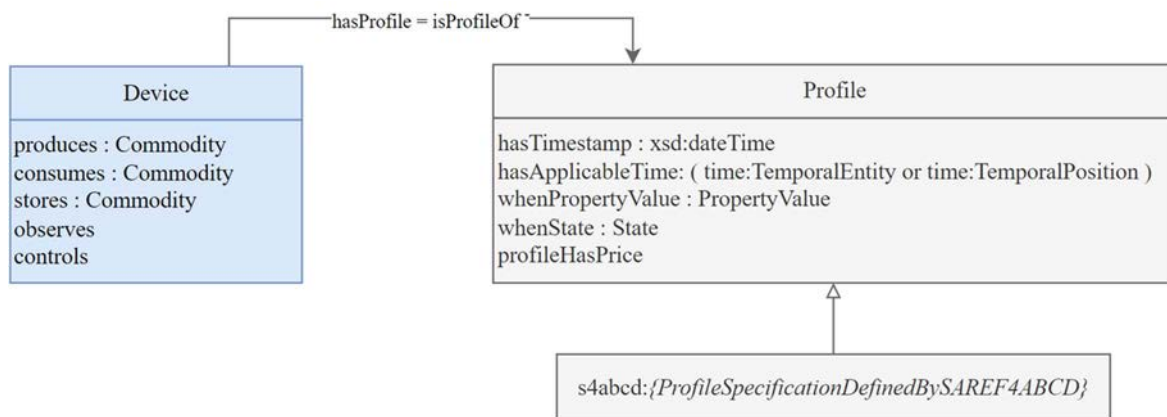 hasProfile = isProfileOf -
Device
produces : Commodity
consumes : Commodity
stores : Commodity
observes
controls
Profile
hasTimestamp : xsd:dateTime
hasApplicableTime: ( time:TemporalEntity or time:TemporalPosition )
whenPropertyValue : PropertyValue
whenState : State
profileHasPrice
s4abcd:{ProfileSpecificationDefinedBySAREF4ABCD}